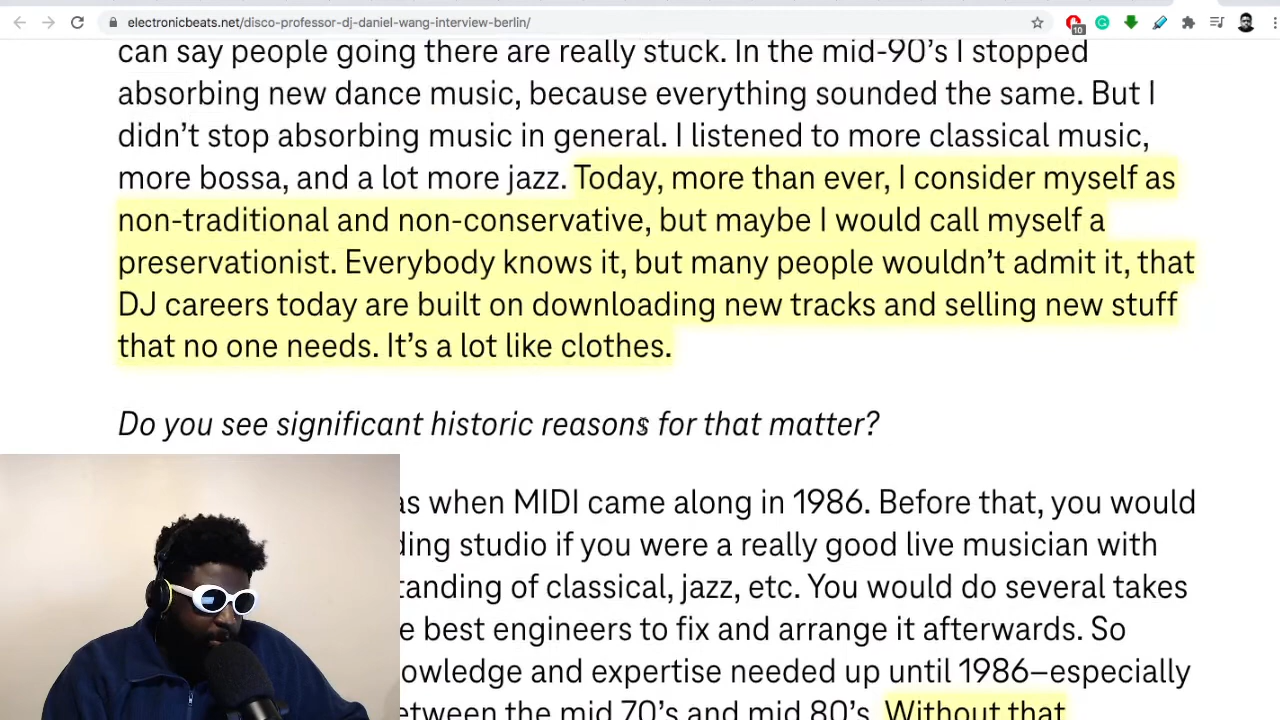 electronicbeats.net/disco-professor-dj-daniel-wang-interview-berlin/
10
can say people going there are really stuck. In the mid-90’s I stopped
absorbing new dance music, because everything sounded the same. But I
didn’t stop absorbing music in general. I listened to more classical music,
more bossa, and a lot more jazz. Today, more than ever, I consider myself as
non-traditional and non-conservative, but maybe I would call myself a
preservationist. Everybody knows it, but many people wouldn’t admit it, that
DJ careers today are built on downloading new tracks and selling new stuff
that no one needs. It’s a lot like clothes.
Do you see significant historic reasons for that matter?
as when MIDI came along in 1986. Before that, you would
ding studio if you were a really good live musician with
tanding of classical, jazz, etc. You would do several takes
e best engineers to fix and arrange it afterwards. So
owledge and expertise needed up until 1986–especially
etween the mid 70’s and mid 80’s. Without that